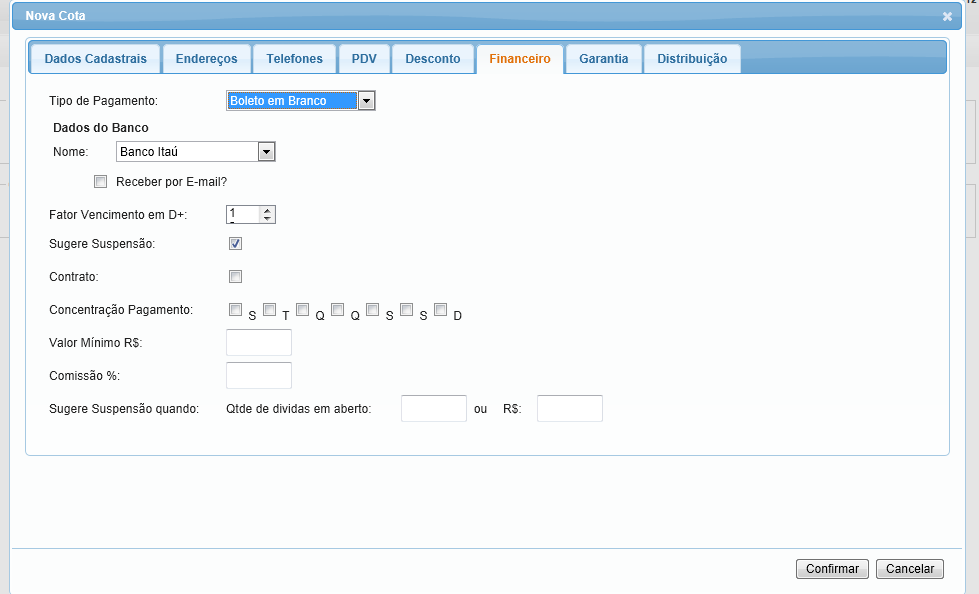 Nova Cota
Dados Cadastrais Endereços Telefones PDV Desconto Financeiro Garantia Distribuição
Tipo de Pagamento: Boleto em Branco
Dados do Banco
Nome: Banco Itaú
Receber por E-mail?
Fator Vencimento em D+: 1
Sugere Suspensão:
Contrato:
Concentração Pagamento: S T Q Q S S D
Valor Mínimo R$:
Comissão %:
Sugere Suspensão quando: Qtde de dividas em aberto: ou R$:
Confirmar Cancelar